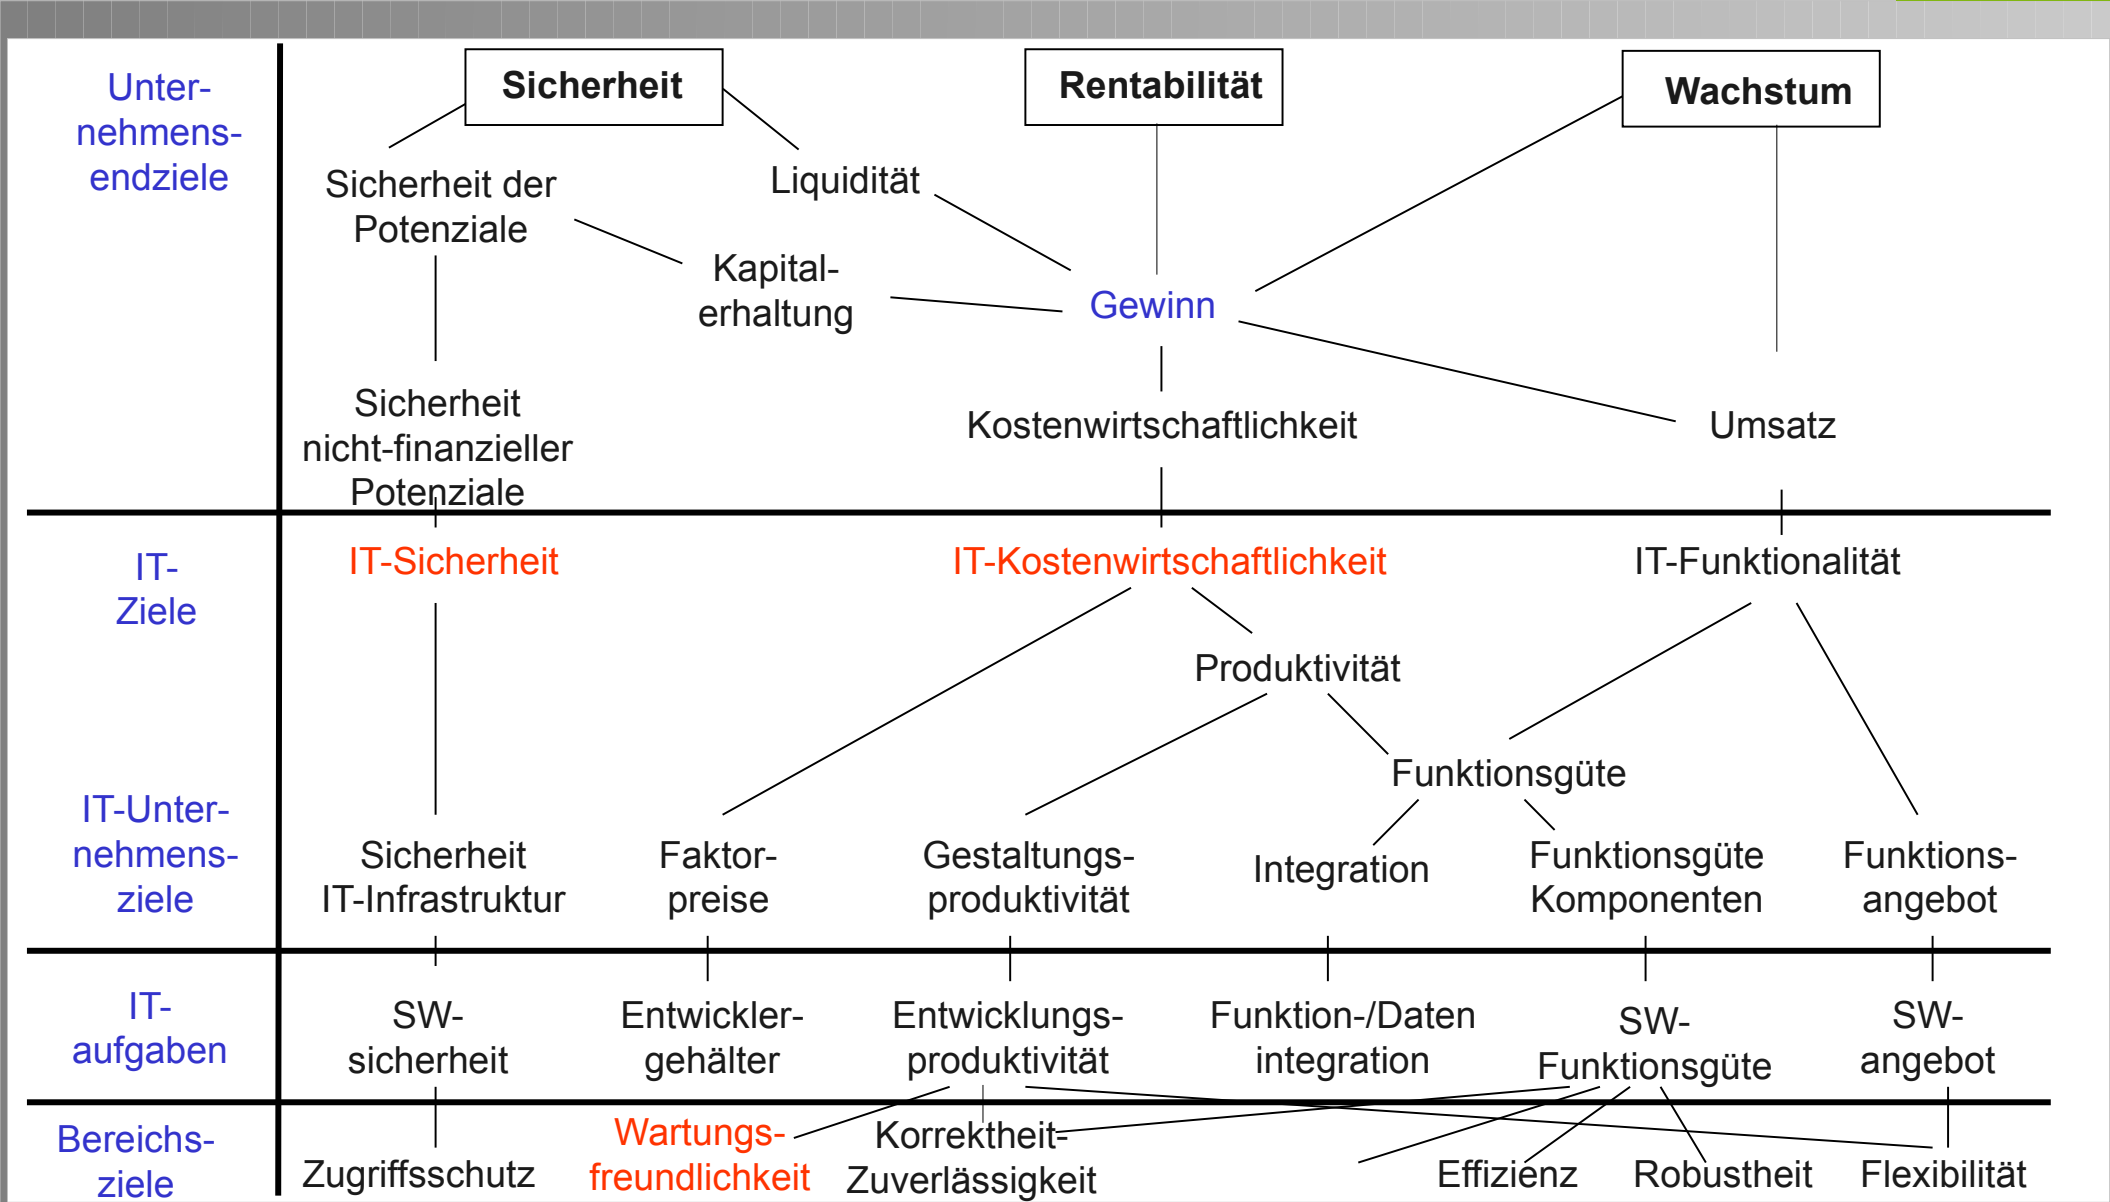 Unter-
nehmens-
endziele
Sicherheit
Rentabilität
Wachstum
Sicherheit der
Potenziale
Liquidität
Kapital-
erhaltung
Gewinn
Sicherheit
nicht-finanzieller
Potenziale
Kostenwirtschaftlichkeit
Umsatz
IT-
Ziele
IT-Sicherheit
IT-Kostenwirtschaftlichkeit
IT-Funktionalität
Produktivität
Funktionsgüte
IT-Unter-
nehmens-
ziele
Sicherheit
IT-Infrastruktur
Faktor-
preise
Gestaltungs-
produktivität
Integration
Funktionsgüte
Komponenten
Funktions-
angebot
IT-
aufgaben
SW-
sicherheit
Entwickler-
gehälter
Entwicklungs-
produktivität
Funktion-/Daten
integration
SW-
Funktionsgüte
SW-
angebot
Bereichs-
ziele
Zugriffsschutz
Wartungs-
freundlichkeit
Korrektheit-
Zuverlässigkeit
Effizienz
Robustheit
Flexibilität